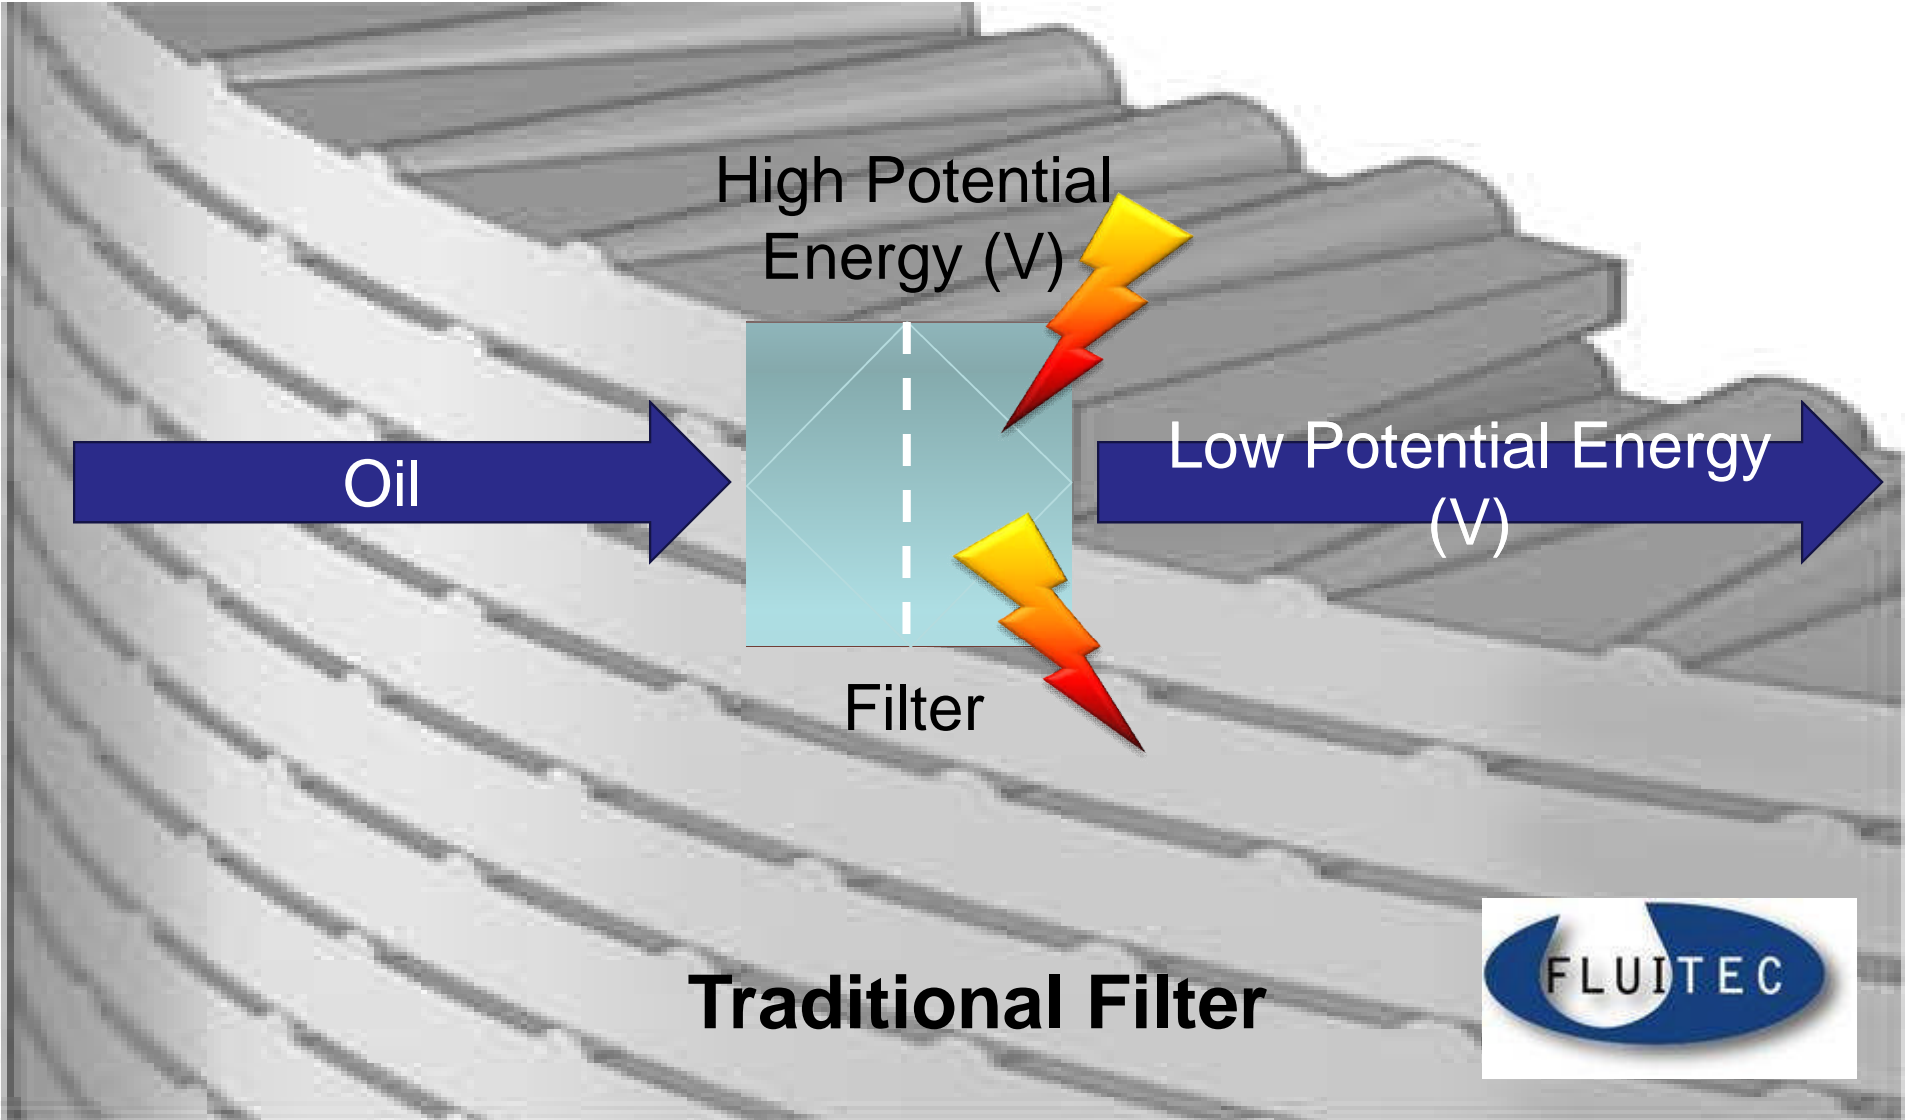 High Potential
Energy (V)
Oil
Low Potential Energy
(V)
Filter
Traditional Filter
FLUITEC